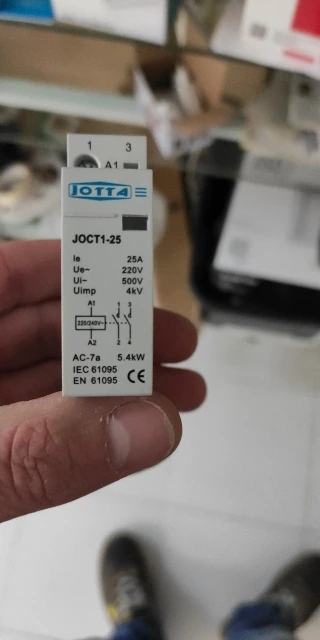 1 3
A1
JOTTA
JOCT1-25
Ie 25A
Ue~ 220V
Ui~ 500V
Uimp 4kV
A1 1 3
220/240V~
A2 2 4
AC-7a 5.4kW
IEC 61095
EN 61095 CE